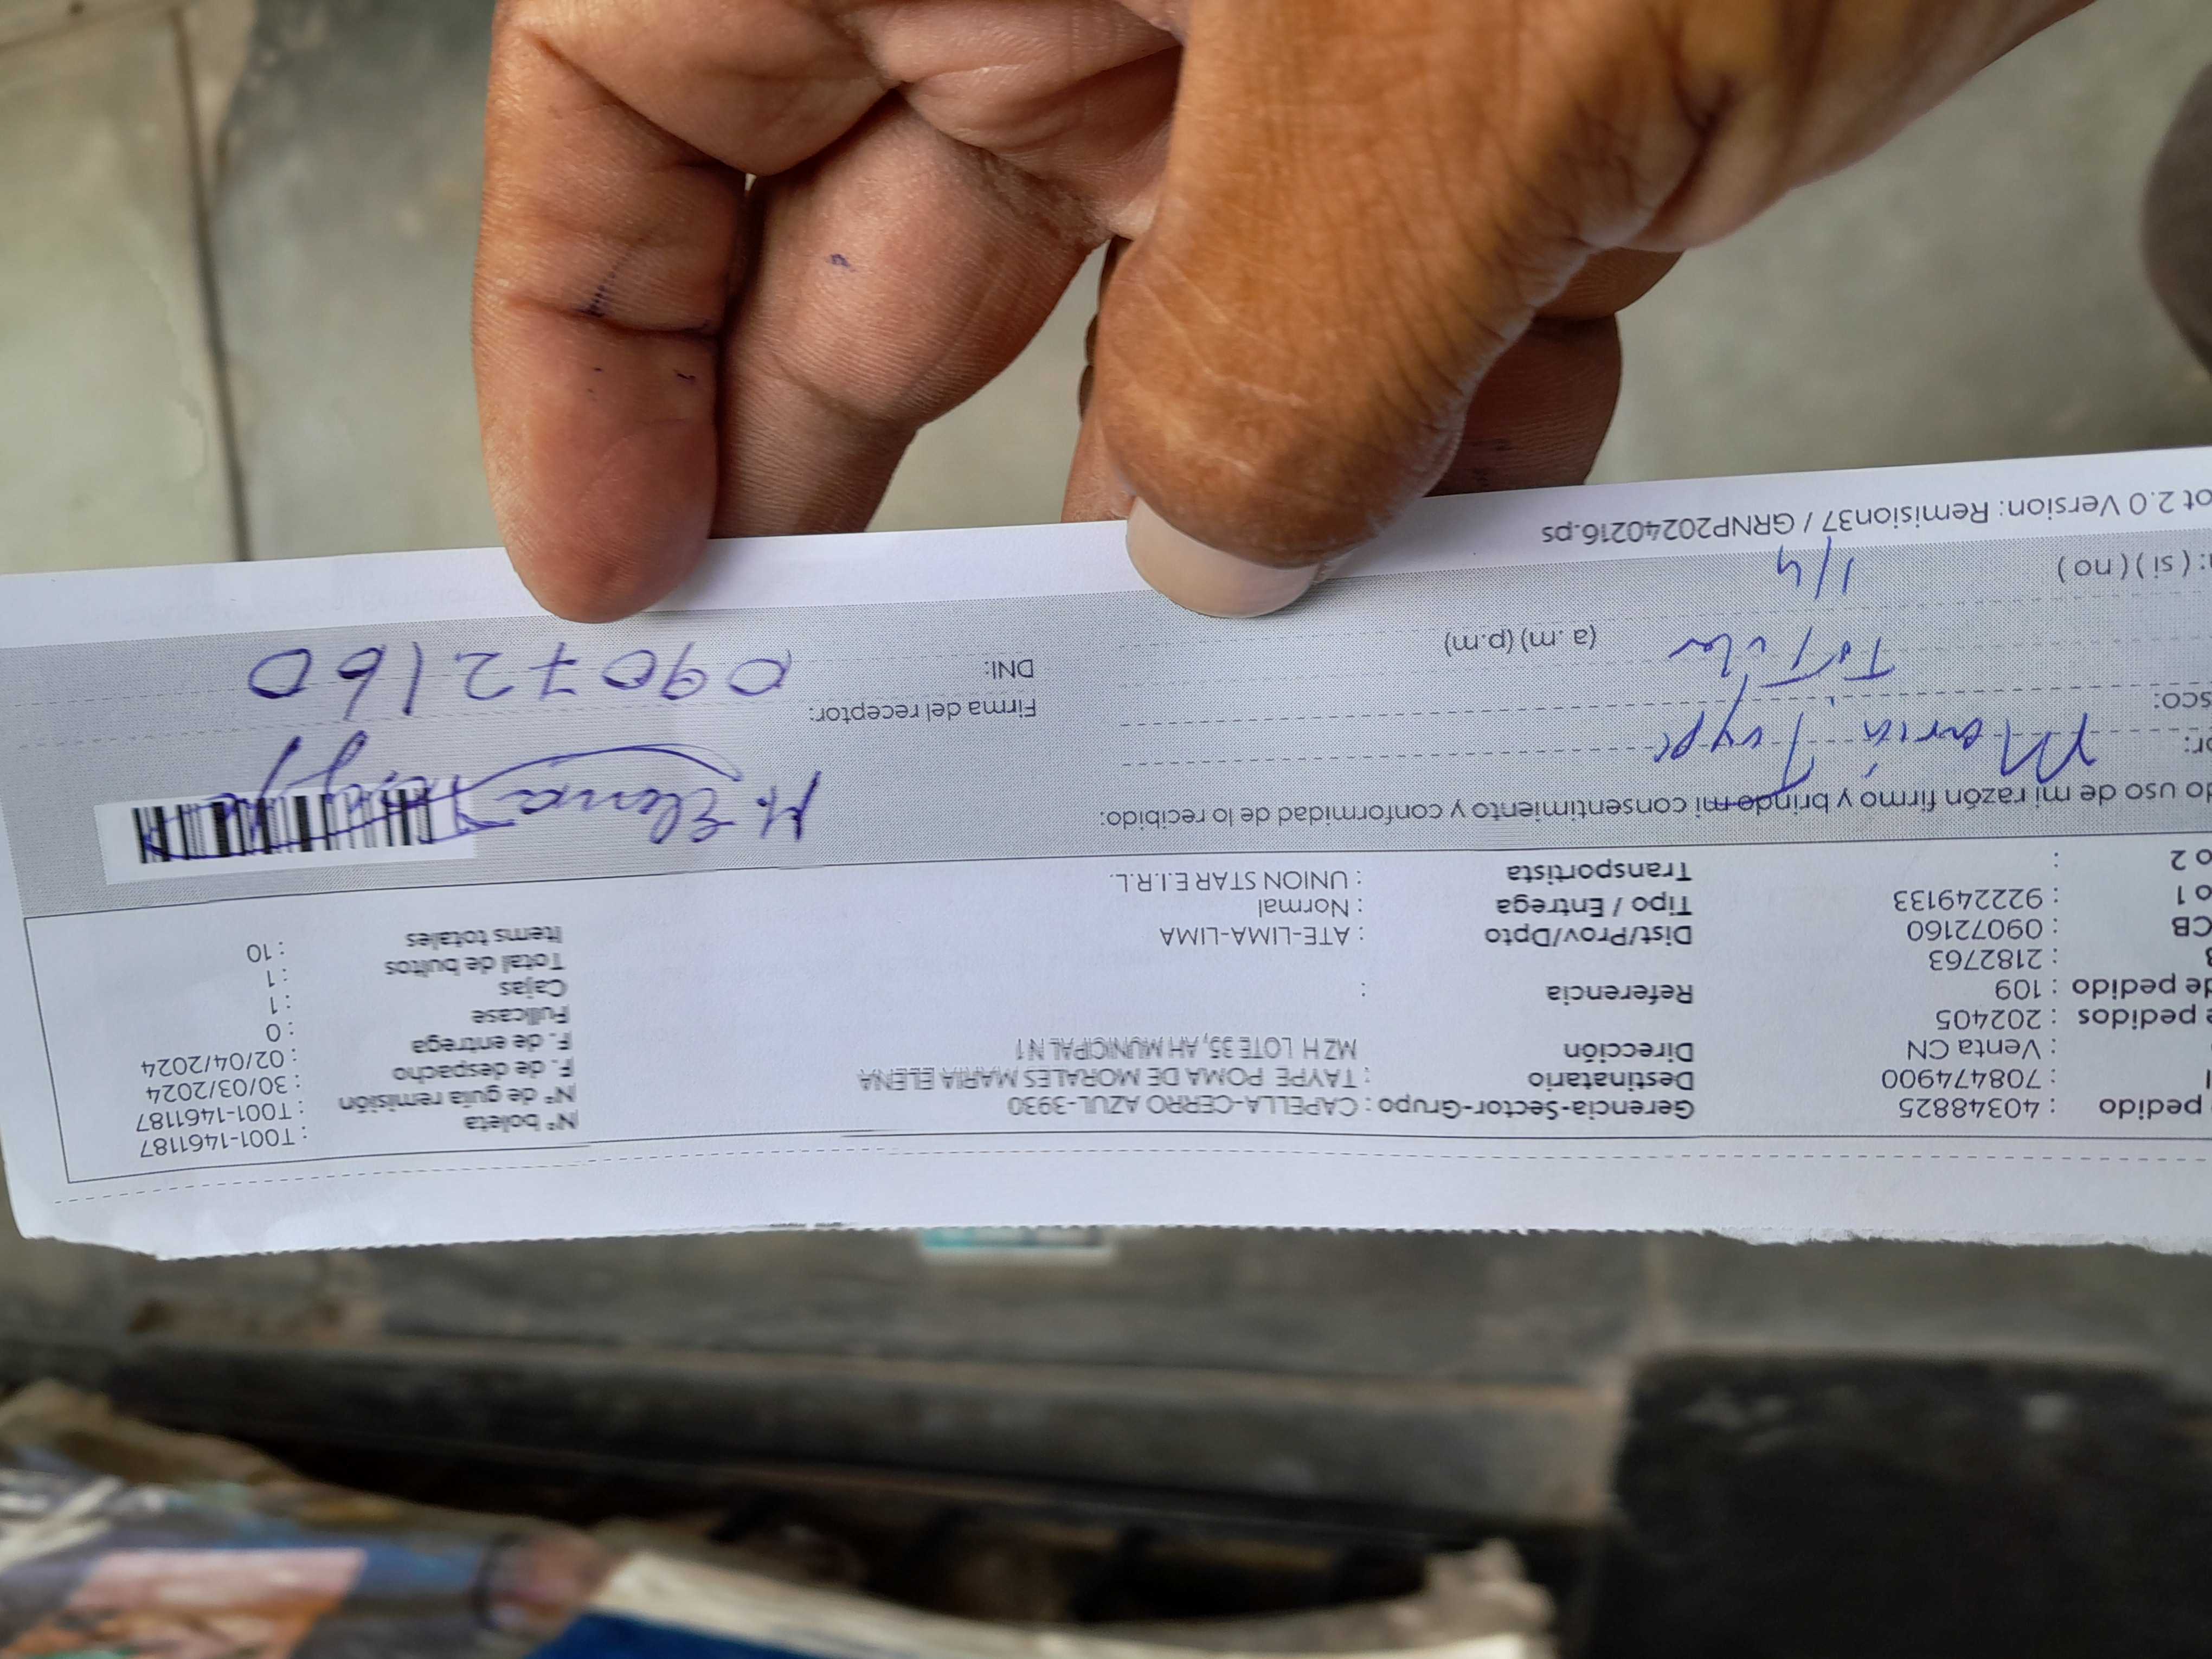 pedido : 40348825 Gerencia-Sector-Grupo : CAPELLA-CERRO AZUL-3930 N° boleta : T001-1461187
: 708474900 Destinatario : TAYPE POMA DE MORALES MARIA ELENA N° de guía remisión : T001-1461187
: Venta CN Dirección MZ H LOTE 35, AH MUNICIPAL N1 F. de despacho : 30/03/2024
e pedidos : 202405 F. de entrega : 02/04/2024
de pedido : 109 Referencia : Fullcase : 0
: 2182763 Cajas : 1
CB : 09072160 Dist/Prov/Dpto : ATE-LIMA-LIMA Total de bultos : 1
o 1 : 922249133 Tipo / Entrega : Normal Items totales : 10
o 2 : Transportista : UNION STAR E.I.R.L.
do uso de mi razón firmo y brindo mi consentimiento y conformidad de lo recibido:
or: María Taype M. Elena
sco: Titular Firma del receptor:
(a.m) (p.m) DNI: 09072160
: ( si ) ( no ) 1/4
ot 2.0 Version: Remision37 / GRNP20240216.ps